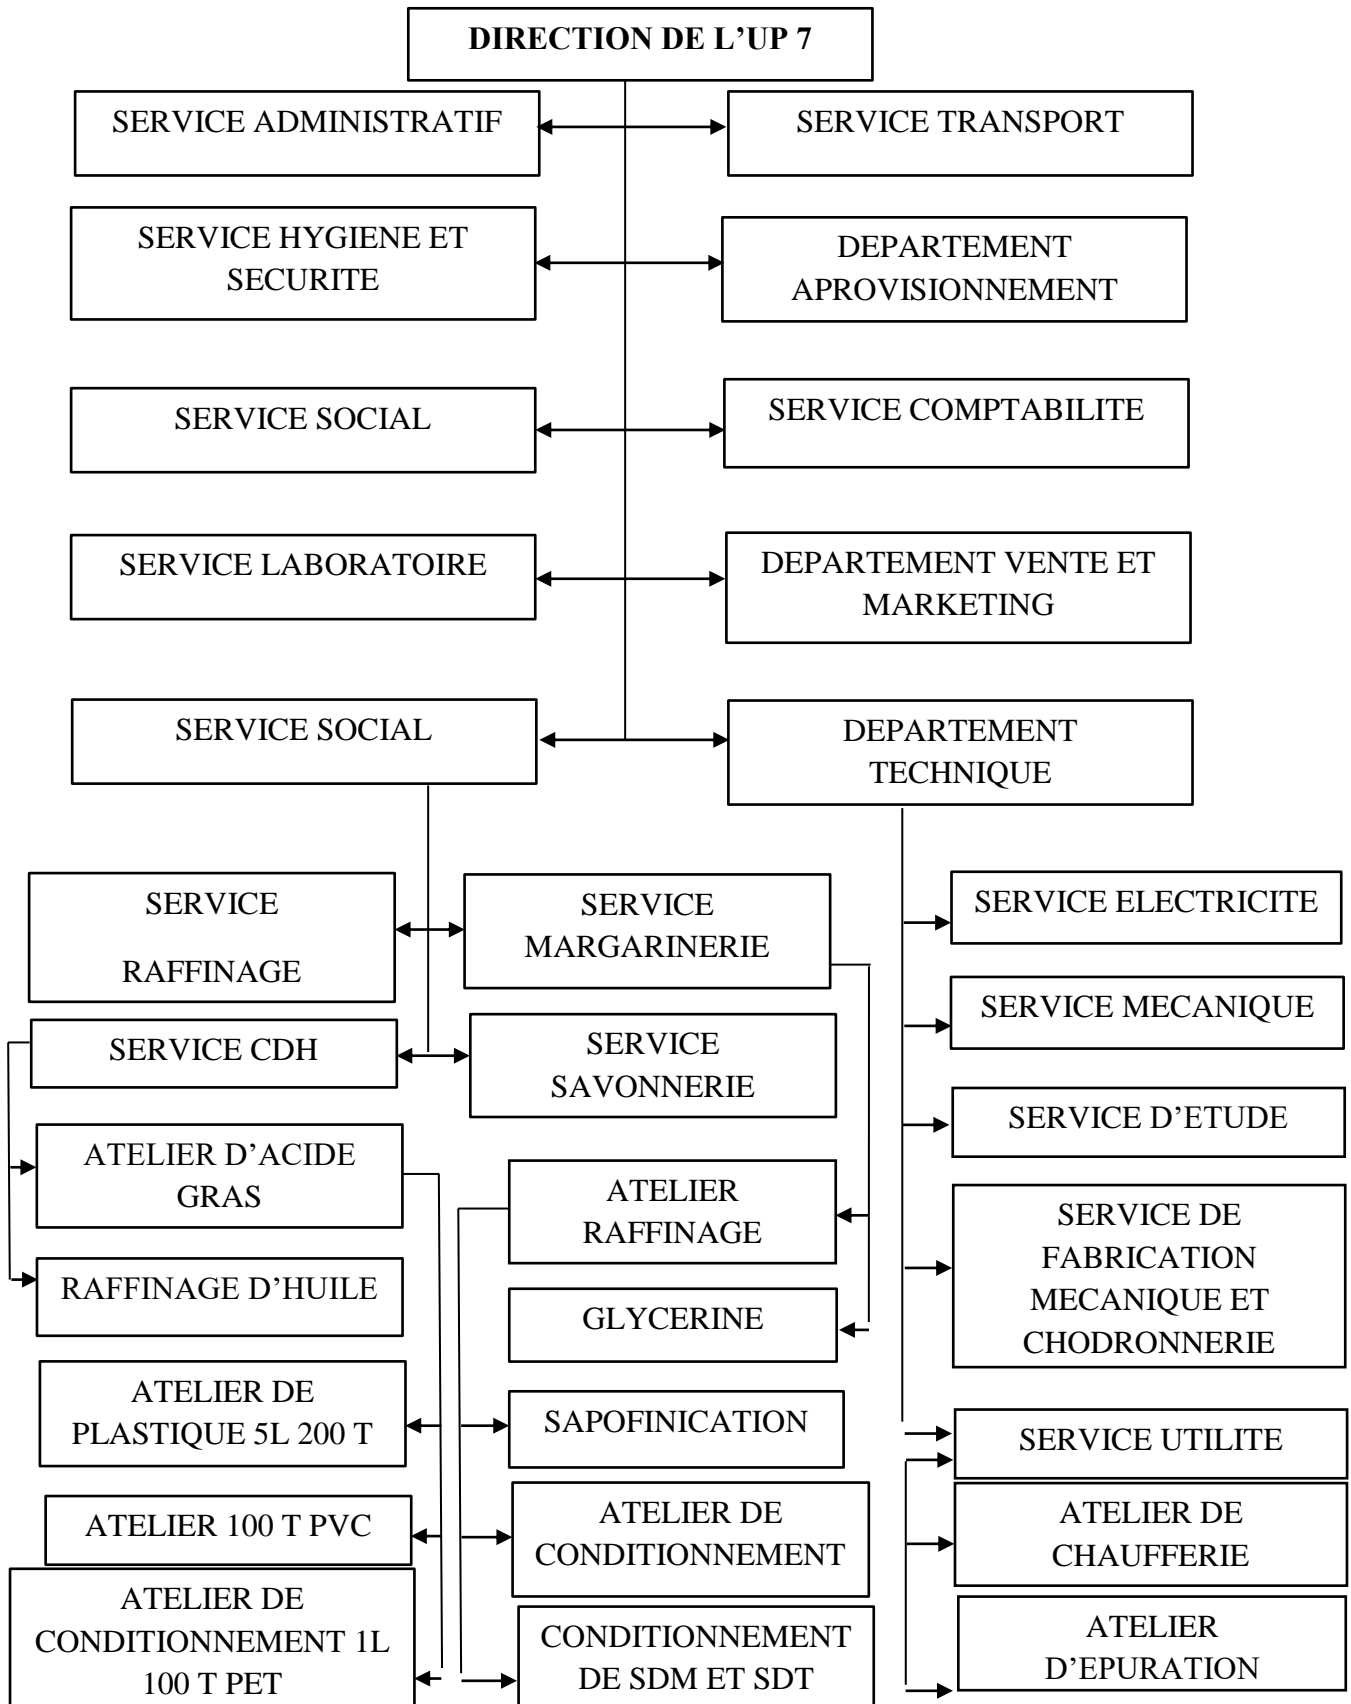 DIRECTION DE L’UP 7
SERVICE ADMINISTRATIF
SERVICE TRANSPORT
SERVICE HYGIENE ET
SECURITE
DEPARTEMENT
APROVISIONNEMENT
SERVICE SOCIAL
SERVICE COMPTABILITE
SERVICE LABORATOIRE
DEPARTEMENT VENTE ET
MARKETING
SERVICE SOCIAL
DEPARTEMENT
TECHNIQUE
SERVICE
RAFFINAGE
SERVICE
MARGARINERIE
SERVICE ELECTRICITE
SERVICE MECANIQUE
SERVICE CDH
SERVICE
SAVONNERIE
SERVICE D’ETUDE
ATELIER D’ACIDE
GRAS
ATELIER
RAFFINAGE
SERVICE DE
FABRICATION
MECANIQUE ET
CHODRONNERIE
RAFFINAGE D’HUILE
GLYCERINE
ATELIER DE
PLASTIQUE 5L 200 T
SAPOFINICATION
SERVICE UTILITE
ATELIER 100 T PVC
ATELIER DE
CONDITIONNEMENT
ATELIER DE
CHAUFFERIE
ATELIER DE
CONDITIONNEMENT 1L
100 T PET
CONDITIONNEMENT
DE SDM ET SDT
ATELIER
D’EPURATION